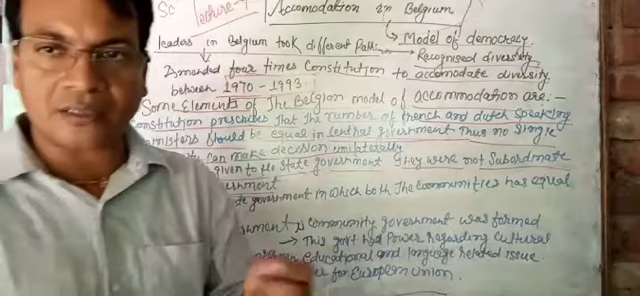 SC Lecture-1 Accomodation in Belgium
→ Model of democracy
leaders in Belgium took different Path → Recognised diversity
→ Amended four times Constitution to accomodate diversity
between 1970 - 1993.
Some Elements of The Belgian model of accommodation are:-
Constitution prescribes That The number of french and dutch speaking
ministers should be equal in central government Thus no Single
can make decision unilaterally
given to The State government They were not Subordinate
government in which both The Communities has equal
community government was formed
→ This govt had Power Regarding Cultural
Educational and language related issue.
for European union.